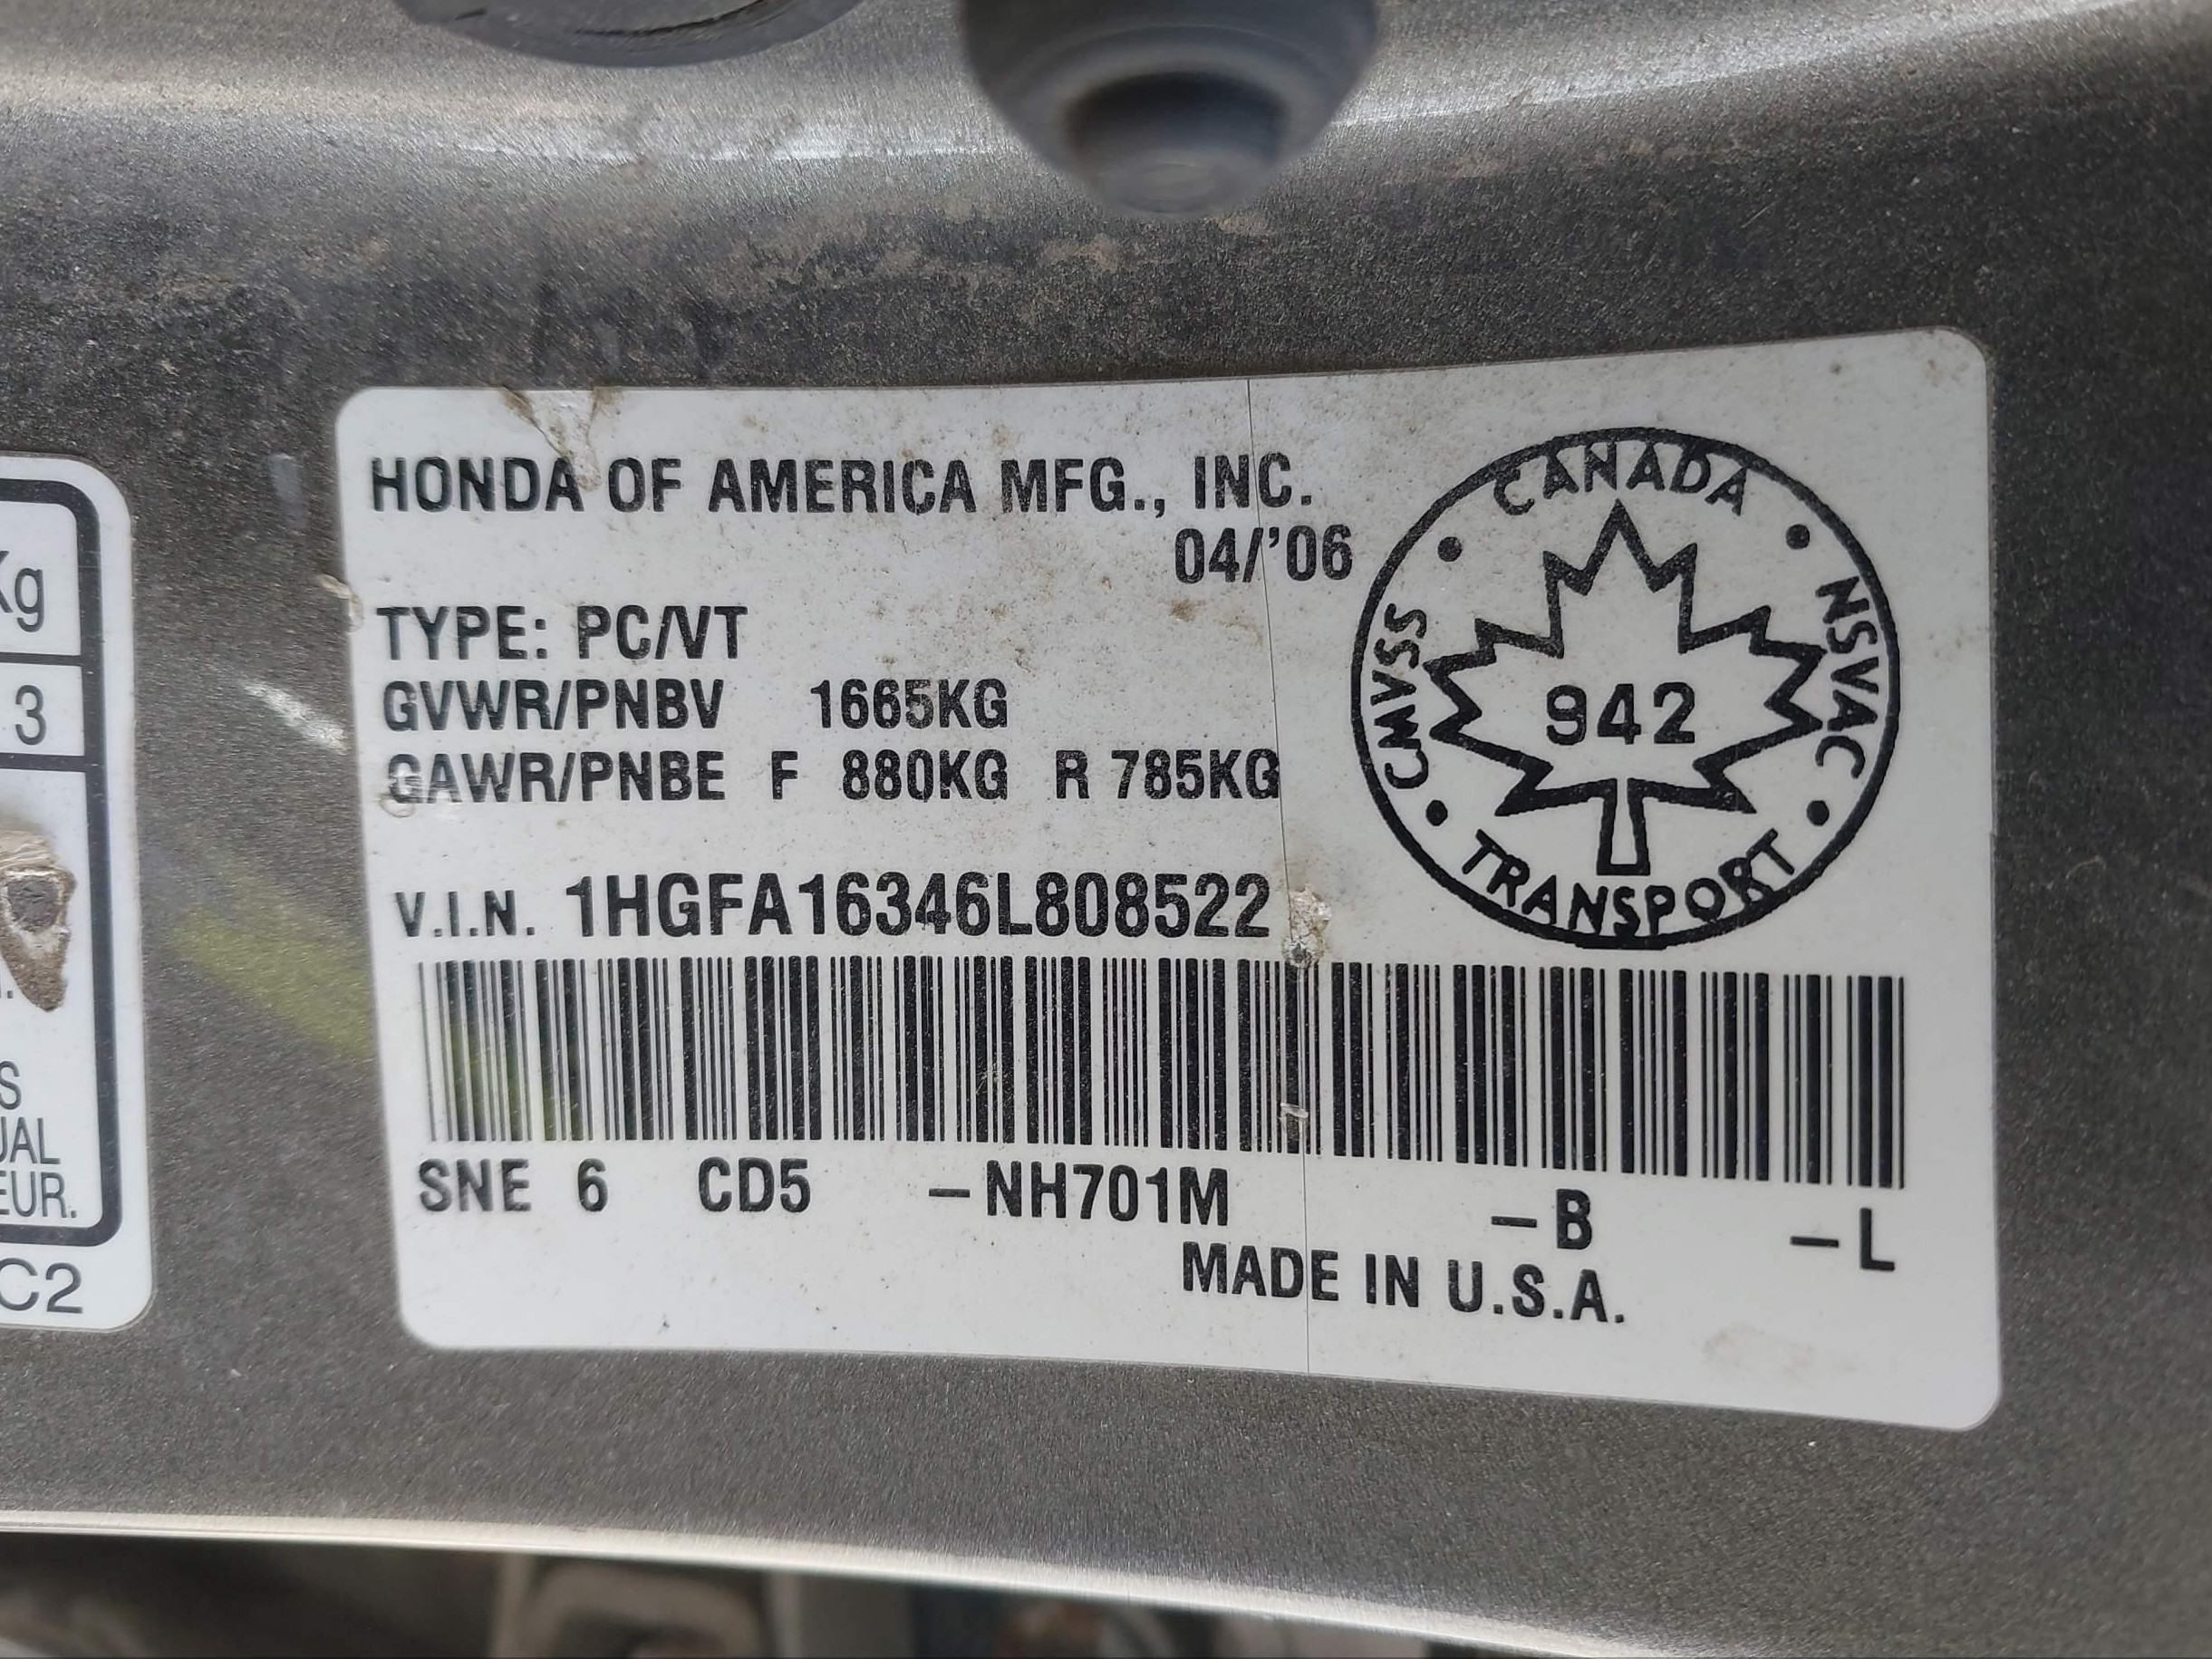 HONDA OF AMERICA MFG., INC.
04/'06
TYPE: PC/VT
GVWR/PNBV 1665KG
GAWR/PNBE F 880KG R 785KG
V.I.N. 1HGFA16346L808522
SNE 6 CD5 –NH701M –B –L
MADE IN U.S.A.
CANADA
CMVSS
NSVAC
942
TRANSPORT
Kg
3
S
UAL
EUR.
C2